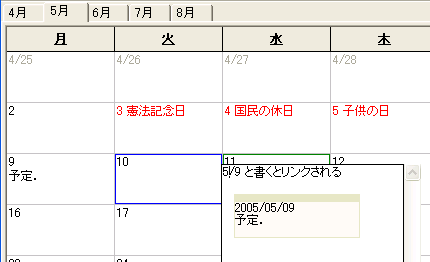 4月 5月 6月 7月 8月
月 火 水 木
4/25 4/26 4/27 4/28
2 3 憲法記念日 4 国民の休日 5 子供の日
9 10 11 12
予定.
5/9 と書くとリンクされる
2005/05/09
予定.
16 17